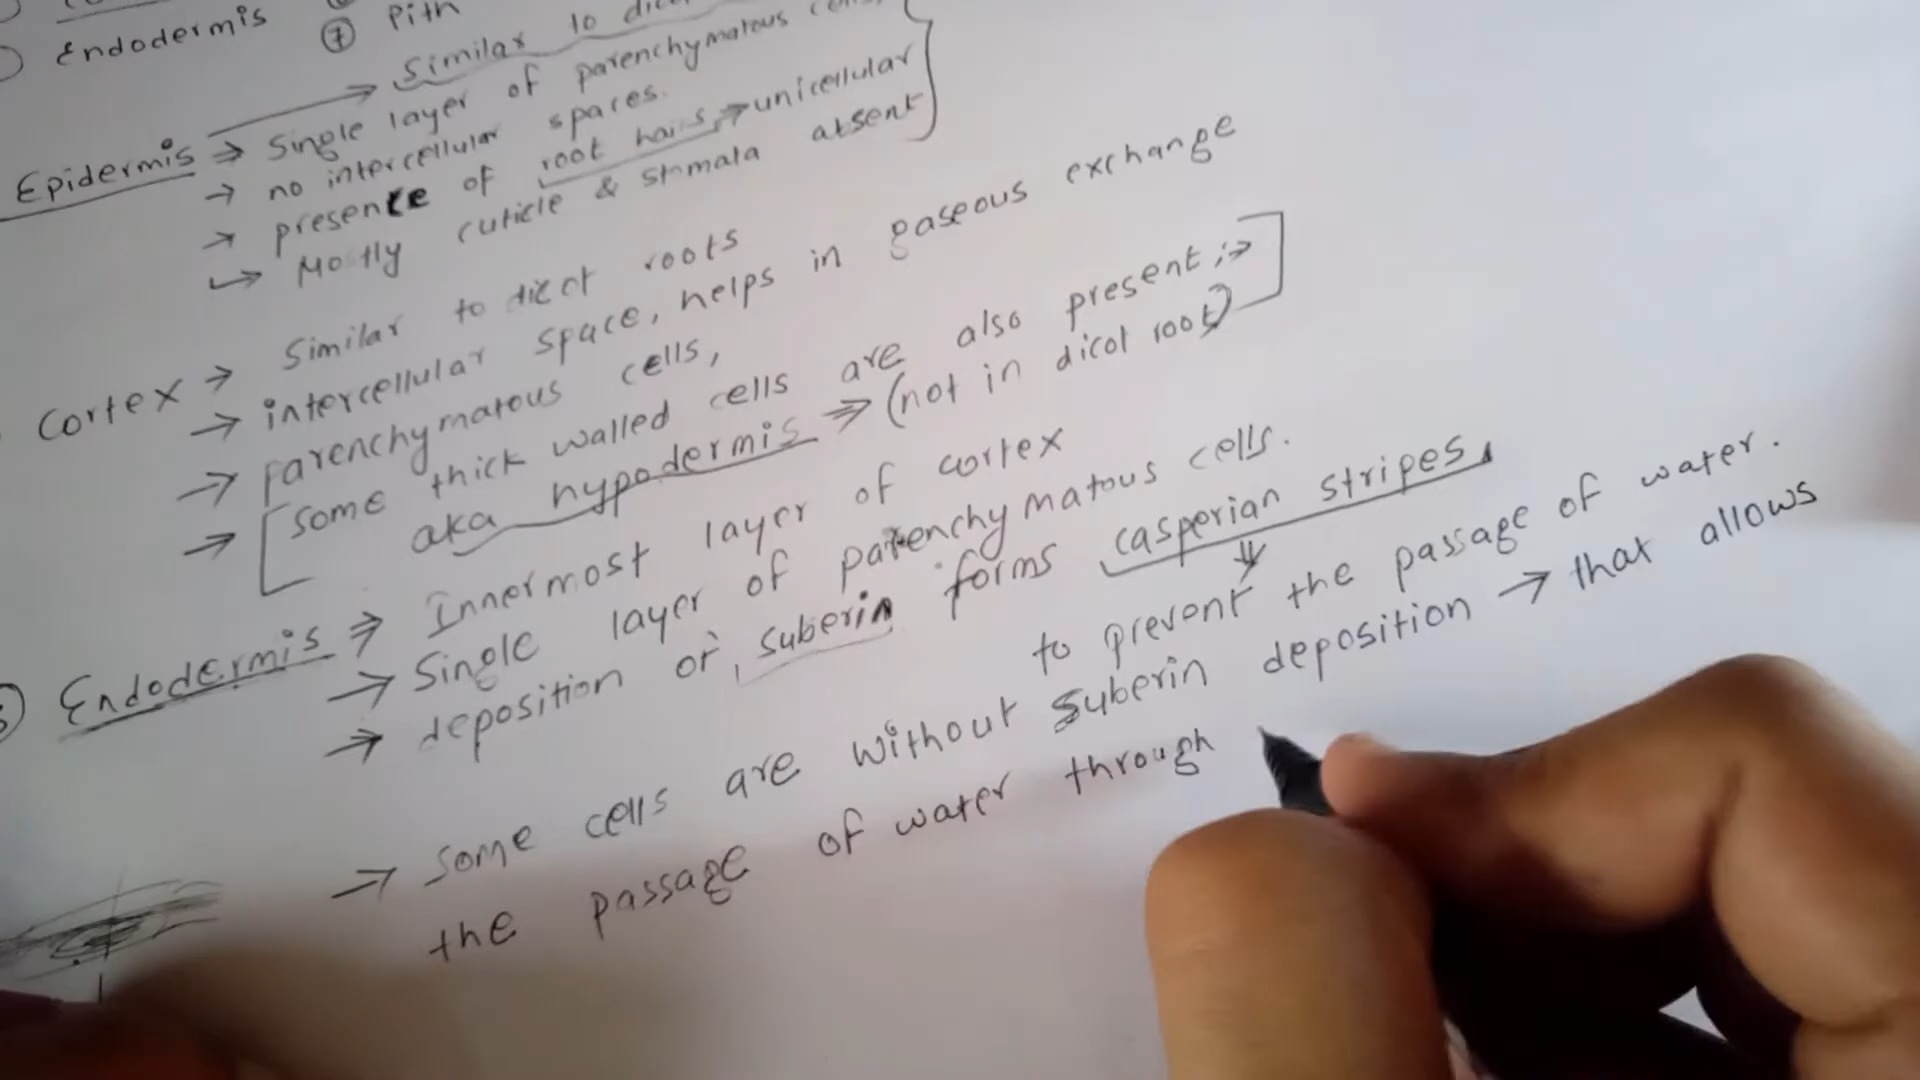 Endodermis ⑦ Pith
Epidermis → Similar to
⇒ Single layer of parenchymatous
→ no intercellular spaces.
→ presence of root hairs → unicellular
↳ Mostly cuticle & stomata absent
Cortex → Similar to dicot roots
→ intercellular space, helps in gaseous exchange
→ parenchymatous cells,
→ [some thick walled cells are also present ;→]
aka hypodermis ⇒ (not in dicot root)
Endodermis ⇒ Innermost layer of cortex
→ Single layer of parenchymatous cells.
→ deposition of suberin forms casperian stripes
to prevent the passage of water.
→ some cells are without suberin deposition → that allows
the passage of water through